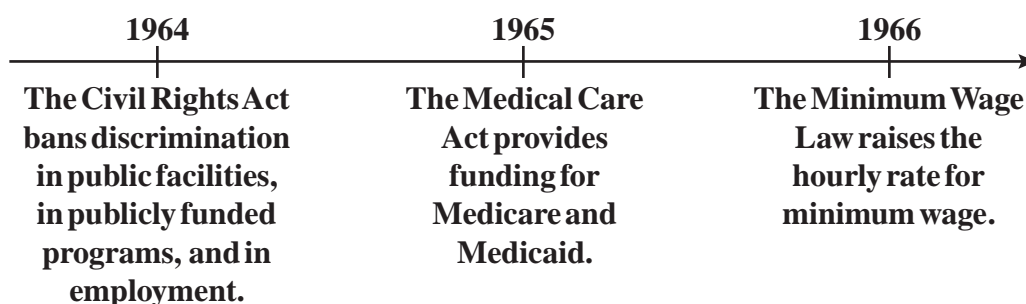 1964
The Civil Rights Act
bans discrimination
in public facilities,
in publicly funded
programs, and in
employment.
1965
The Medical Care
Act provides
funding for
Medicare and
Medicaid.
1966
The Minimum Wage
Law raises the
hourly rate for
minimum wage.